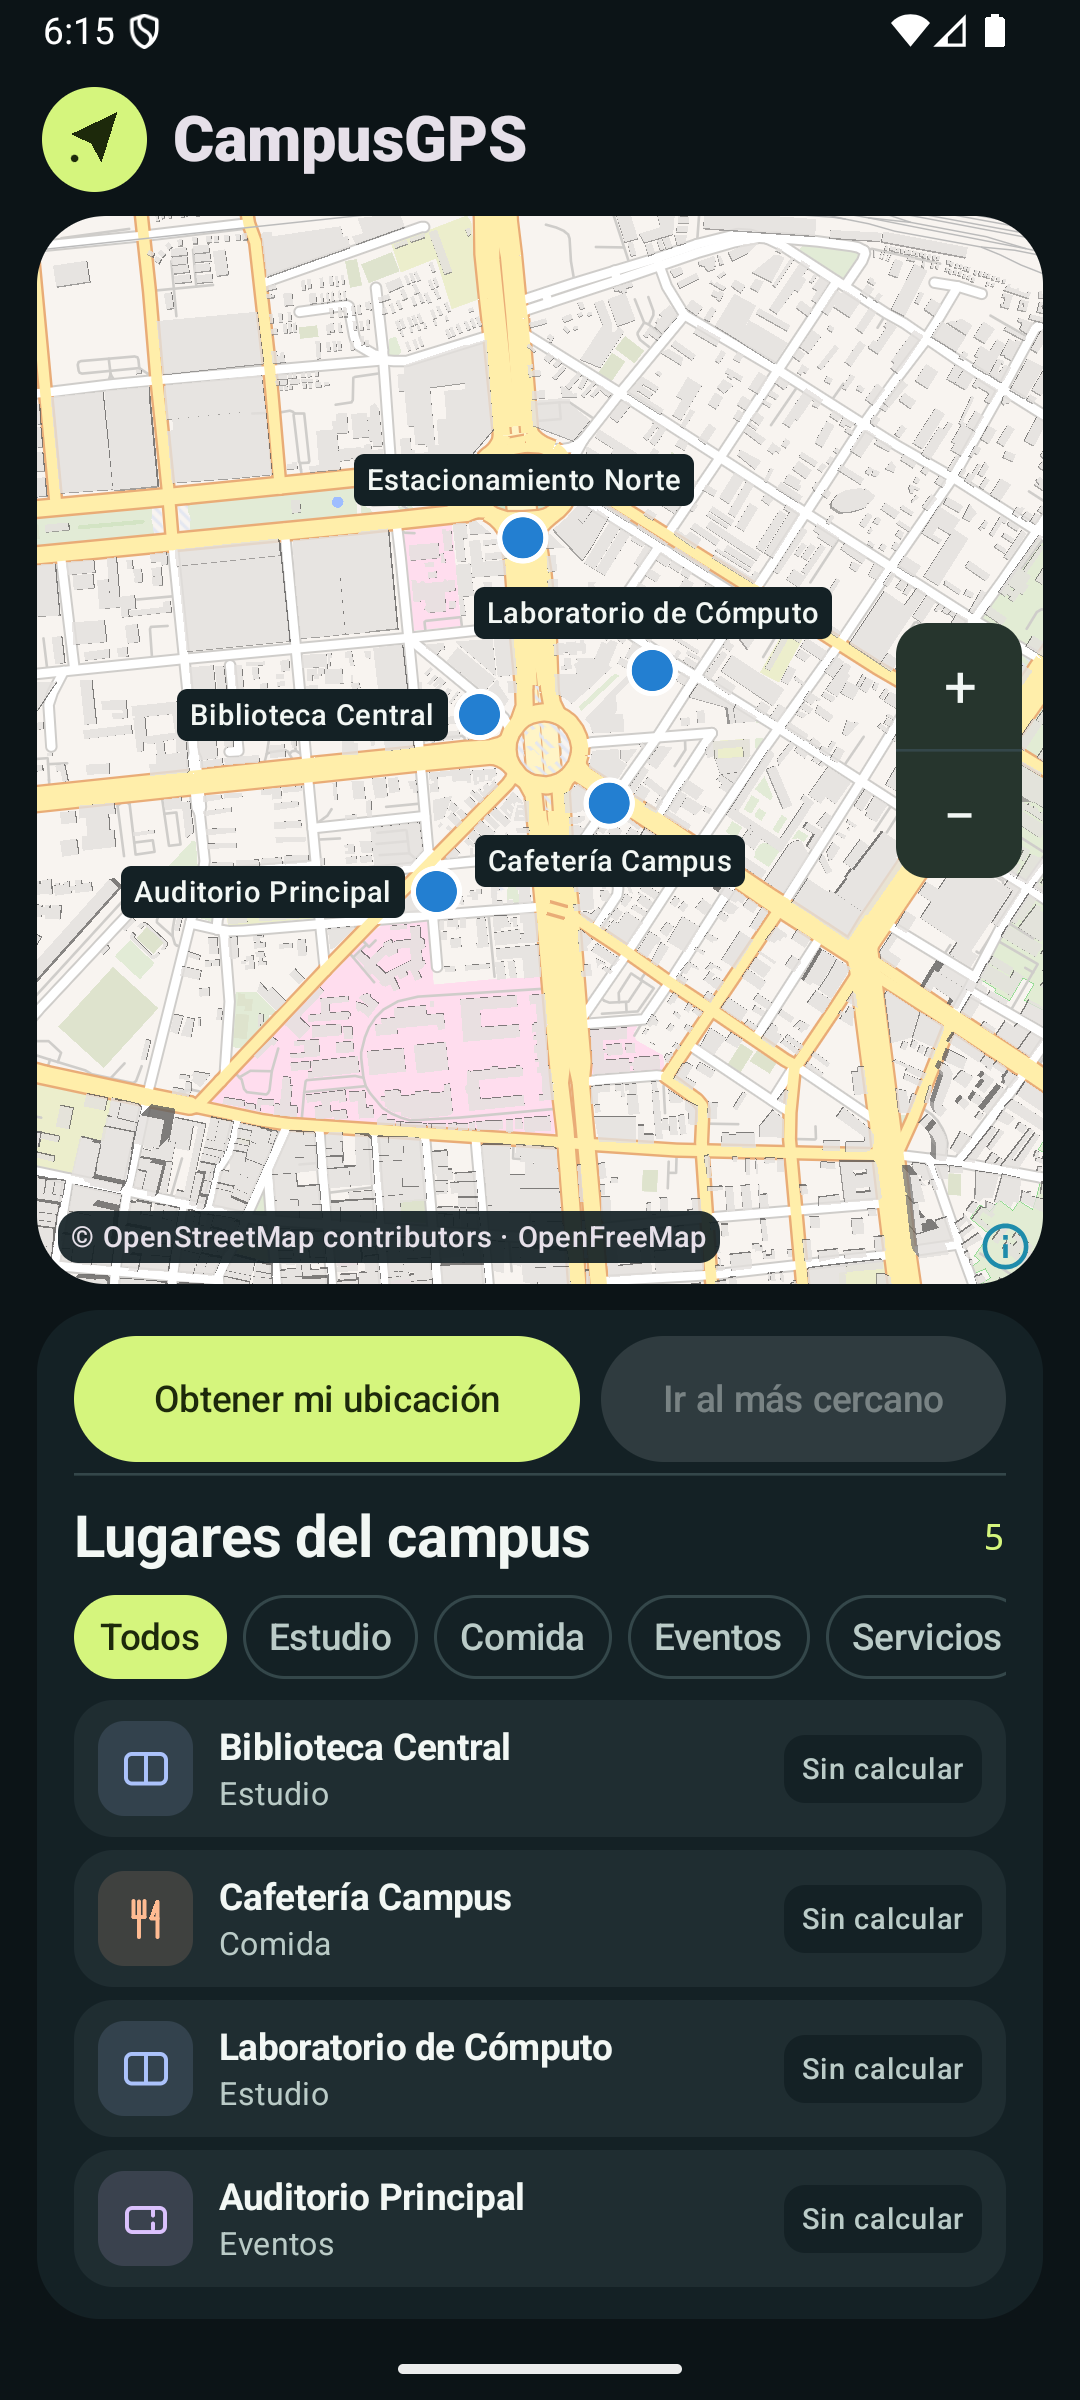 6:15
CampusGPS
Estacionamiento Norte
Laboratorio de Cómputo
Biblioteca Central
Cafetería Campus
Auditorio Principal
+
−
© OpenStreetMap contributors · OpenFreeMap
Obtener mi ubicación
Ir al más cercano
Lugares del campus
5
Todos
Estudio
Comida
Eventos
Servicios
Biblioteca Central
Estudio
Sin calcular
Cafetería Campus
Comida
Sin calcular
Laboratorio de Cómputo
Estudio
Sin calcular
Auditorio Principal
Eventos
Sin calcular